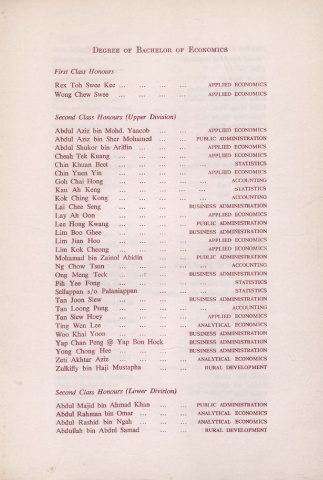 DEGREE OF BACHELOR OF ECONOMICS
First Class Honours
Rex Toh Swee Kee ... ... ... ... APPLIED ECONOMICS
Wong Chew Swee ... ... ... ... APPLIED ECONOMICS
Second Class Honours (Upper Division)
Abdul Aziz bin Mohd. Yaacob ... ... APPLIED ECONOMICS
Abdul Aziz bin Sher Mohamed ... ... PUBLIC ADMINISTRATION
Abdul Shukor bin Ariffin ... ... ... APPLIED ECONOMICS
Cheah Tek Kuang ... ... ... ... APPLIED ECONOMICS
Chin Khuan Beet ... ... ... ... STATISTICS
Chin Yuen Yin ... ... ... ... APPLIED ECONOMICS
Goh Chai Hong ... ... ... ... ACCOUNTING
Kau Ah Keng ... ... ... ... STATISTICS
Kok Ching Kong ... ... ... ... ACCOUNTING
Lai Chee Seng ... ... ... BUSINESS ADMINISTRATION
Lay Ah Oon ... ... ... ... APPLIED ECONOMICS
Lee Hong Kwang ... ... ... PUBLIC ADMINISTRATION
Lim Boo Ghee ... ... ... BUSINESS ADMINISTRATION
Lim Jian Hoo ... ... ... ... APPLIED ECONOMICS
Lim Kok Cheong ... ... ... ... APPLIED ECONOMICS
Mohamad bin Zainol Abidin ... ... PUBLIC ADMINISTRATION
Ng Chow Tsun ... ... ... ... ACCOUNTING
Ong Meng Teck ... ... ... BUSINESS ADMINISTRATION
Pih Yee Fong ... ... ... ... STATISTICS
Sellappan s/o Palaniappan ... ... ... STATISTICS
Tan Joon Siew ... ... ... BUSINESS ADMINISTRATION
Tan Loong Pung ... ... ... ... ACCOUNTING
Tan Siew Hoey ... ... ... ... APPLIED ECONOMICS
Ting Wen Lee ... ... ... ANALYTICAL ECONOMICS
Woo Khai Yoon ... ... ... BUSINESS ADMINISTRATION
Yap Chan Peng @ Yap Bon Hock BUSINESS ADMINISTRATION
Yong Chong Hee ... ... ... BUSINESS ADMINISTRATION
Zeti Akhtar Aziz ... ... ... ANALYTICAL ECONOMICS
Zulkifly bin Haji Mustapha ... ... RURAL DEVELOPMENT
Second Class Honours (Lower Division)
Abdul Majid bin Ahmad Khan ... ... PUBLIC ADMINISTRATION
Abdul Rahman bin Omar ... ... ... ANALYTICAL ECONOMICS
Abdul Rashid bin Ngah ... ... ... ANALYTICAL ECONOMICS
Abdullah bin Abdul Samad ... ... RURAL DEVELOPMENT